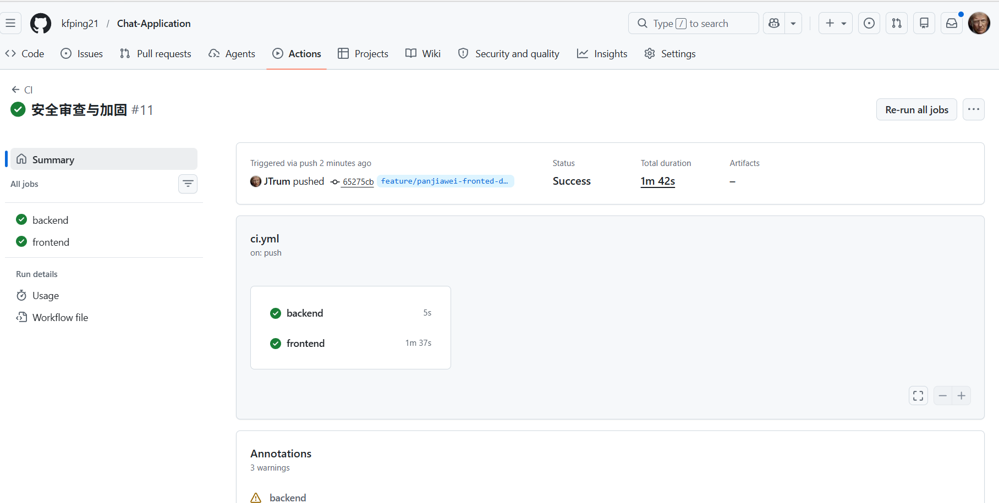 kfping21 / Chat-Application
Type / to search
Code
Issues
Pull requests
Agents
Actions
Projects
Wiki
Security and quality
Insights
Settings
CI
安全审查与加固 #11
Re-run all jobs
Summary
All jobs
backend
frontend
Run details
Usage
Workflow file
Triggered via push 2 minutes ago
JTrum pushed 65275cb feature/panjiawei-fronted-d…
Status
Success
Total duration
1m 42s
Artifacts
–
ci.yml
on: push
backend 5s
frontend 1m 37s
Annotations
3 warnings
backend